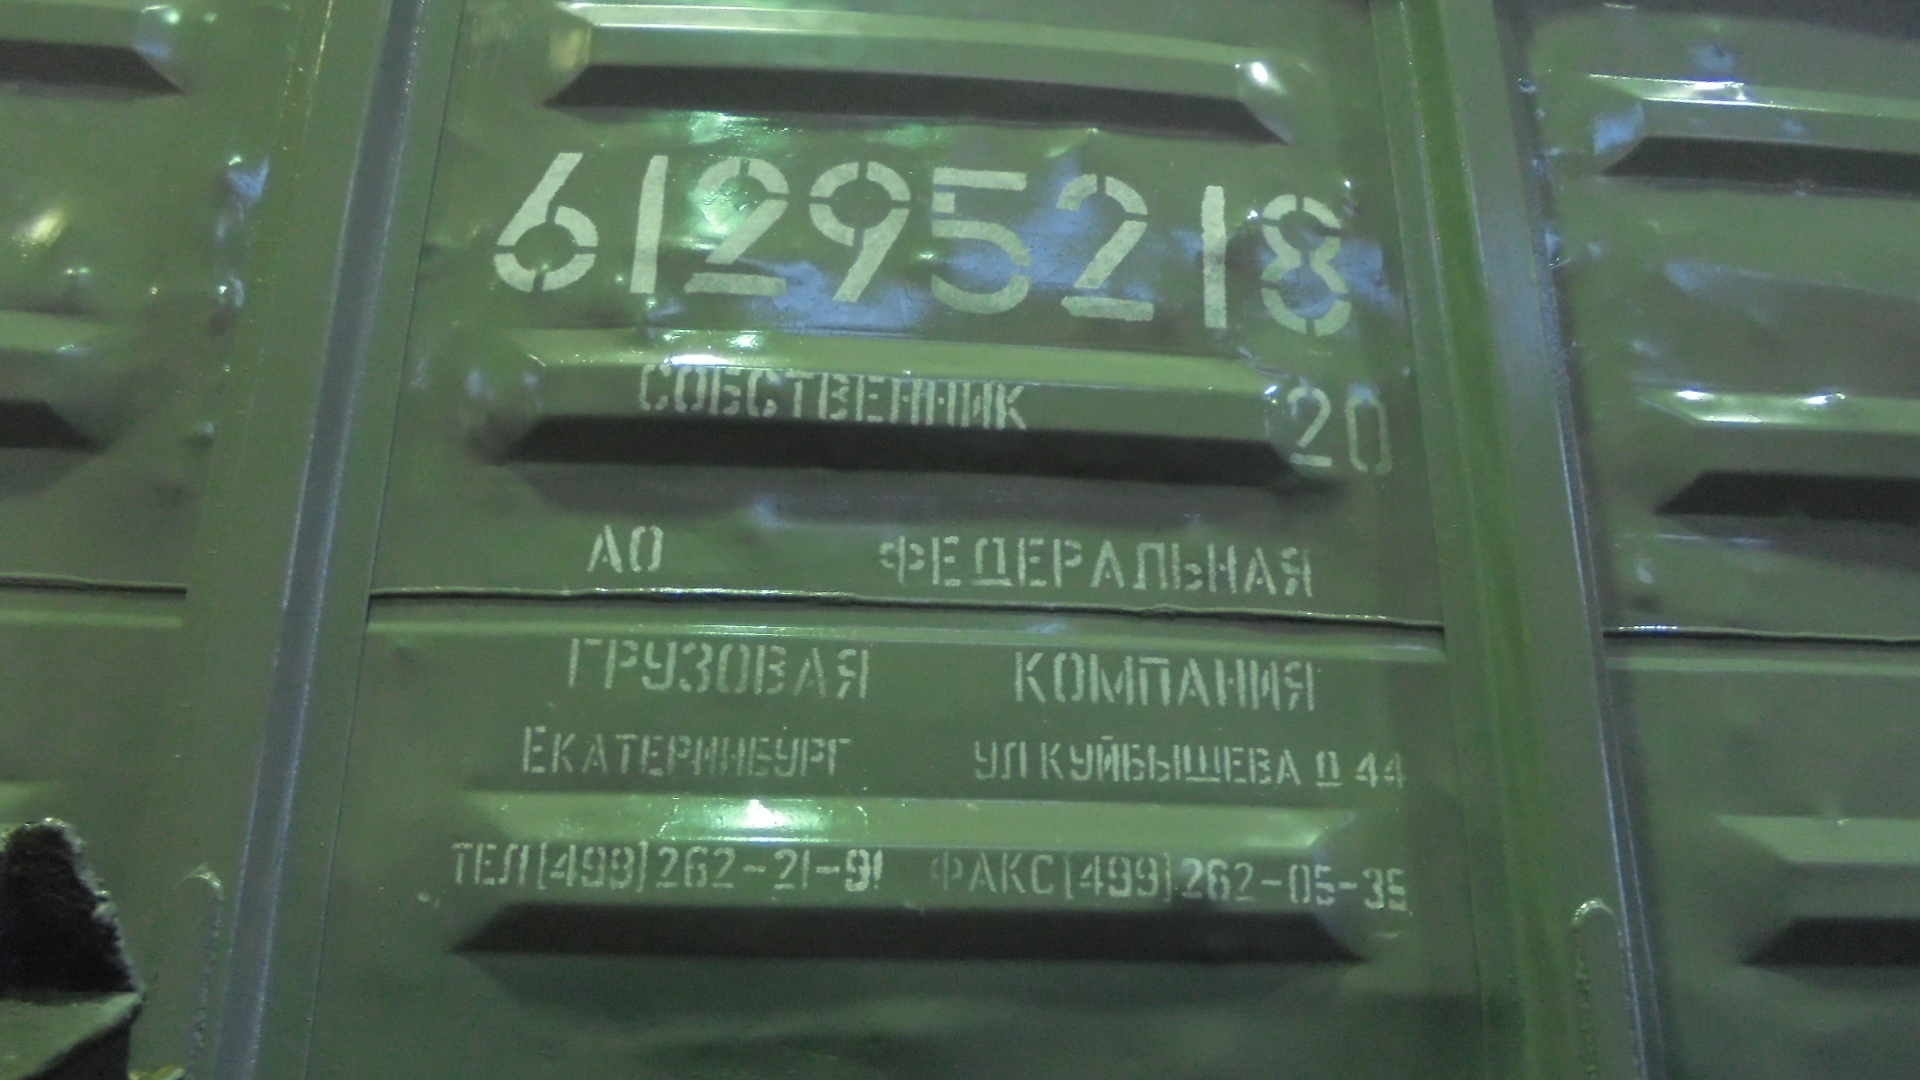 61295218
СОБСТВЕННИК 20
АО ФЕДЕРАЛЬНАЯ
ГРУЗОВАЯ КОМПАНИЯ
ЕКАТЕРИНБУРГ УЛ КУЙБЫШЕВА Д 44
ТЕЛ(499)262-21-91 ФАКС(499)262-05-35